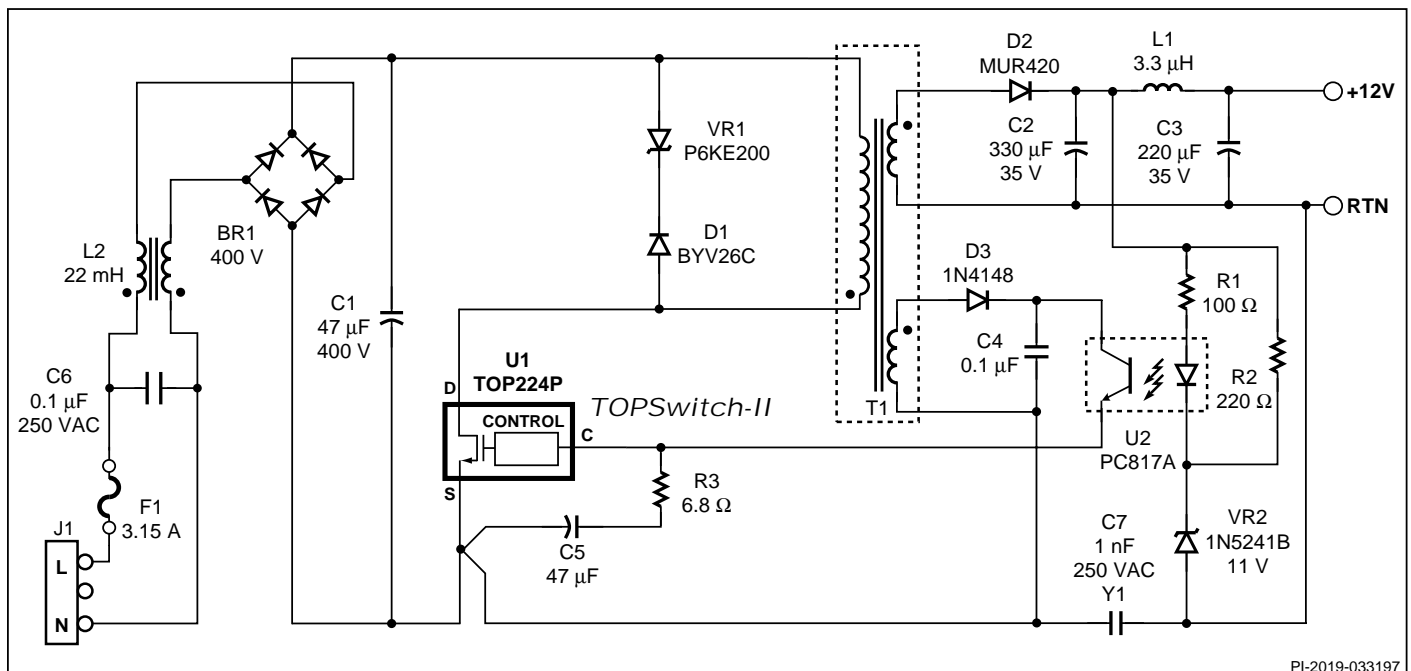 D2
MUR420
L1
3.3 µH
+12V
VR1
P6KE200
C2
330 µF
35 V
C3
220 µF
35 V
RTN
BR1
400 V
L2
22 mH
D1
BYV26C
D3
1N4148
R1
100 Ω
C1
47 µF
400 V
C4
0.1 µF
U1
TOP224P
R2
220 Ω
C6
0.1 µF
250 VAC
D
TOPSwitch-II
T1
CONTROL
C
U2
PC817A
S
R3
6.8 Ω
F1
3.15 A
J1
L
N
C5
47 µF
C7
1 nF
250 VAC
Y1
VR2
1N5241B
11 V
PI-2019-033197